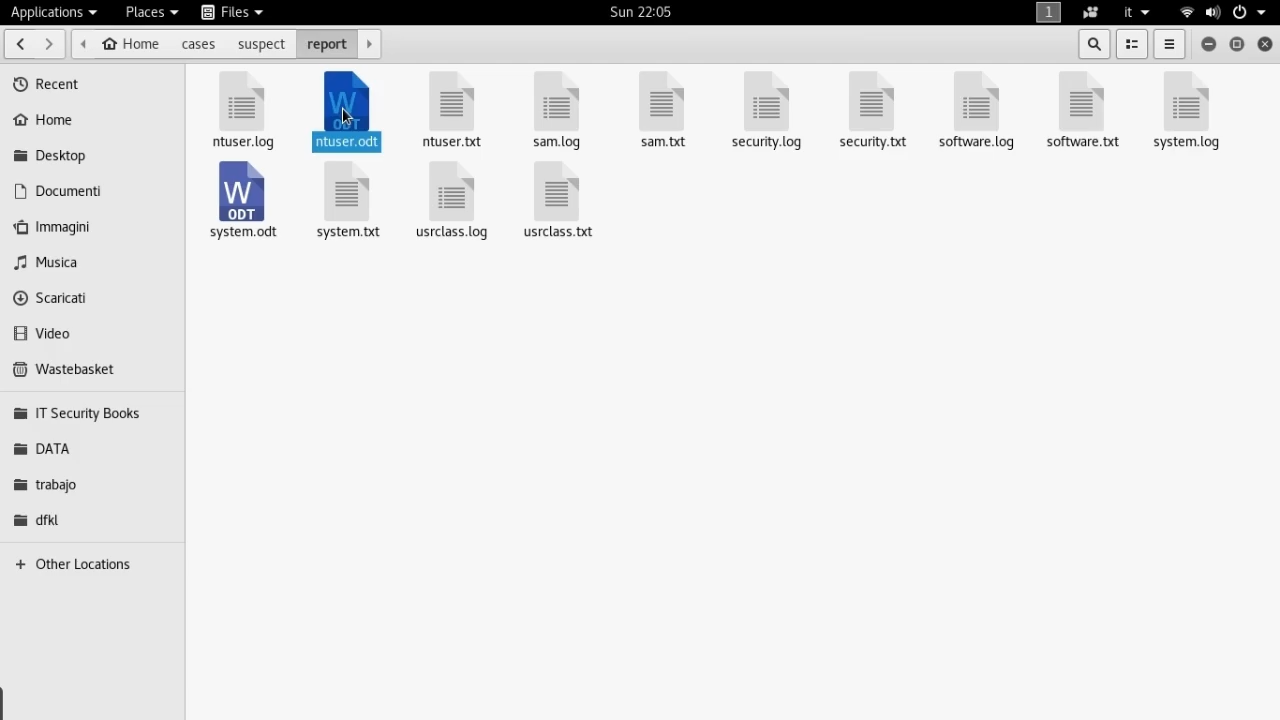 Applications Places Files Sun 22:05 1 it
Home cases suspect report
Recent
Home
Desktop
Documenti
Immagini
Musica
Scaricati
Video
Wastebasket
IT Security Books
DATA
trabajo
dfkl
Other Locations
W W
ODT ODT
ntuser.log ntuser.odt ntuser.txt sam.log sam.txt security.log security.txt software.log software.txt system.log
system.odt system.txt usrclass.log usrclass.txt